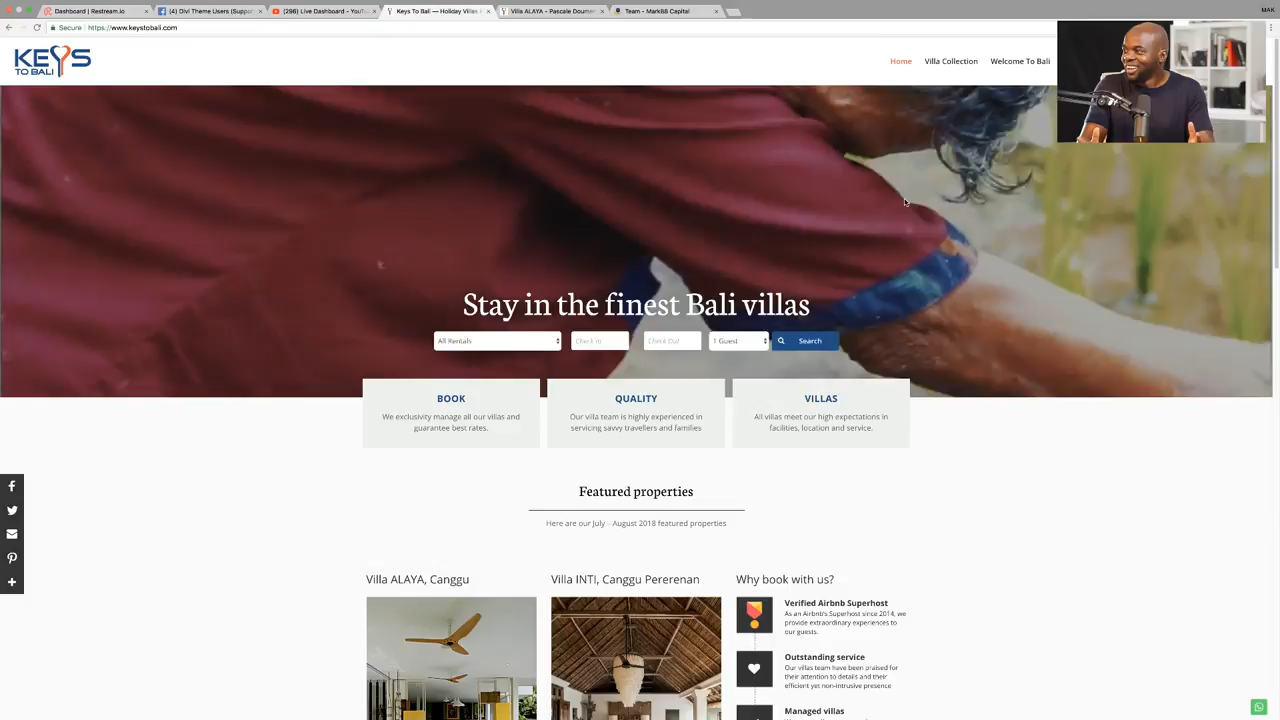 MAK
Dashboard | Restream.io
(4) Divi Theme Users (Suppor
(296) Live Dashboard - YouTu
Keys To Bali — Holiday Villas
Villa ALAYA - Pascale Doumen
Team - Mark88 Capital
Secure
https://www.keystobali.com
KEYS
TO BALI
Home
Villa Collection
Welcome To Bali
Stay in the finest Bali villas
All Rentals
Check In
Check Out
1 Guest
Search
BOOK
We exclusivity manage all our villas and
guarantee best rates.
QUALITY
Our villa team is highly experienced in
servicing savvy travellers and families
VILLAS
All villas meet our high expectations in
facilities, location and service.
Featured properties
Here are our July - August 2018 featured properties
Villa ALAYA, Canggu
Villa INTI, Canggu Pererenan
Why book with us?
Verified Airbnb Superhost
As an Airbnb's Superhost since 2014, we
provide extraordinary experiences to
our guests.
Outstanding service
Our villas team have been praised for
their attention to details and their
efficient yet non-intrusive presence
Managed villas